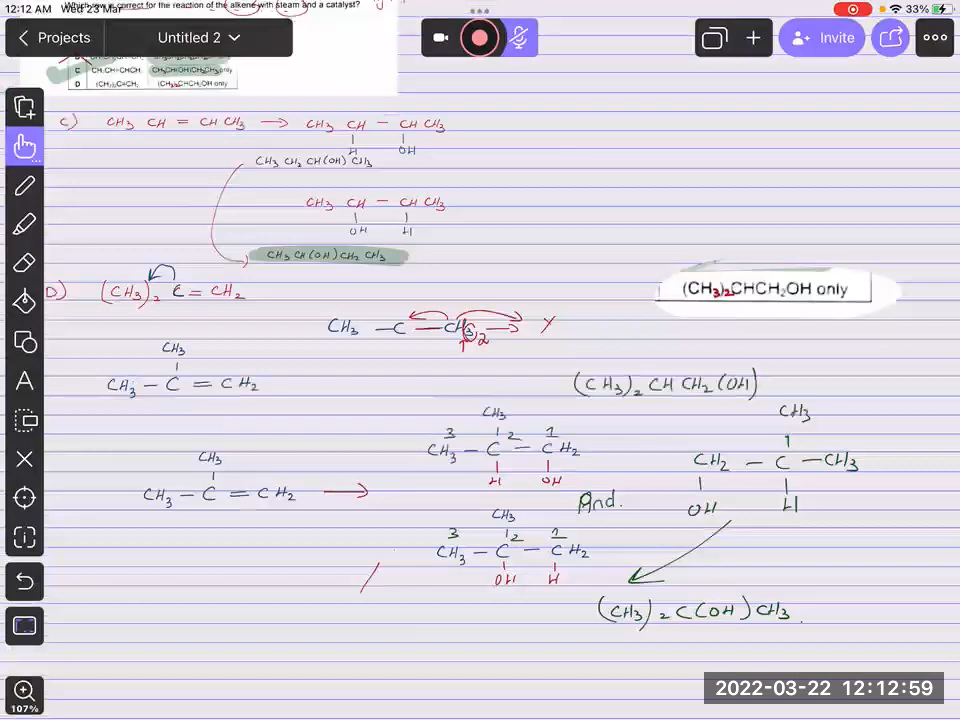 12:12 AM Wed 23 Mar
33%
Which row is correct for the reaction of the alkene with steam and a catalyst?
Projects
Untitled 2
Invite
C CH₃CH=CHCH₃ CH₃CH(OH)CH₂CH₃ only
D (CH₃)₂C=CH₂ (CH₃)₂CHCH₂OH only
C) CH₃ CH = CH CH₃ → CH₃ CH − CH CH₃
H OH
CH₃ CH₂ CH(OH) CH₃
CH₃ CH − CH CH₃
OH H
CH₃ CH(OH) CH₂ CH₃
D) (CH₃)₂ C = CH₂
(CH₃)₂CHCH₂OH only
CH₃ — C — CH₃ 2 → Y
CH₃
CH₃ − C = CH₂
(CH₃)₂ CH CH₂(OH)
CH₃
3 2 1
CH₃ − C − CH₂
H OH
CH₃
CH₂ − C − CH₃
OH H
CH₃
CH₃ − C = CH₂ →
And.
CH₃
3 2 1
CH₃ − C − CH₂
OH H
(CH₃)₂ C(OH) CH₃.
A
107%
2022-03-22 12:12:59